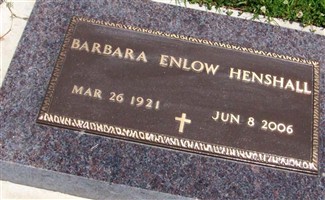 BARBARA ENLOW HENSHALL
MAR 26 1921
JUN 8 2006